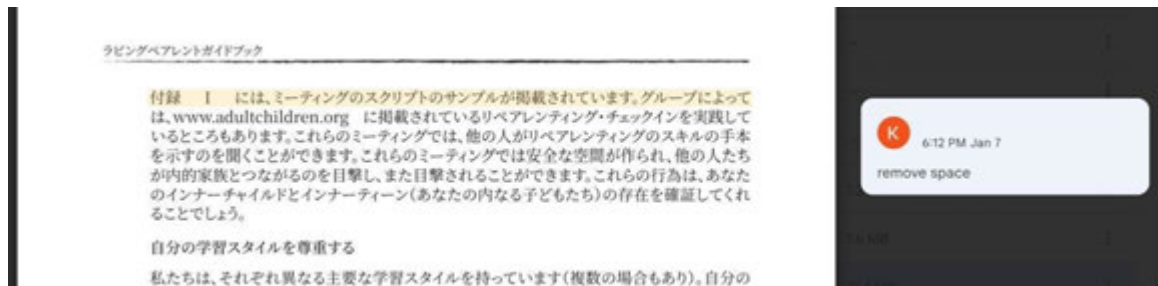 ラビングペアレントガイドブック
付録　I　には、ミーティングのスクリプトのサンプルが掲載されています。グループによって
は、www.adultchildren.org　に掲載されているリペアレンティング・チェックインを実践して
いるところもあります。これらのミーティングでは、他の人がリペアレンティングのスキルの手本
を示すのを聞くことができます。これらのミーティングでは安全な空間が作られ、他の人たち
が内的家族とつながるのを目撃し、また目撃されることができます。これらの行為は、あなた
のインナーチャイルドとインナーティーン（あなたの内なる子どもたち）の存在を確証してくれ
ることでしょう。
自分の学習スタイルを尊重する
私たちは、それぞれ異なる主要な学習スタイルを持っています（複数の場合もあり）。自分の
K
6:12 PM Jan 7
remove space